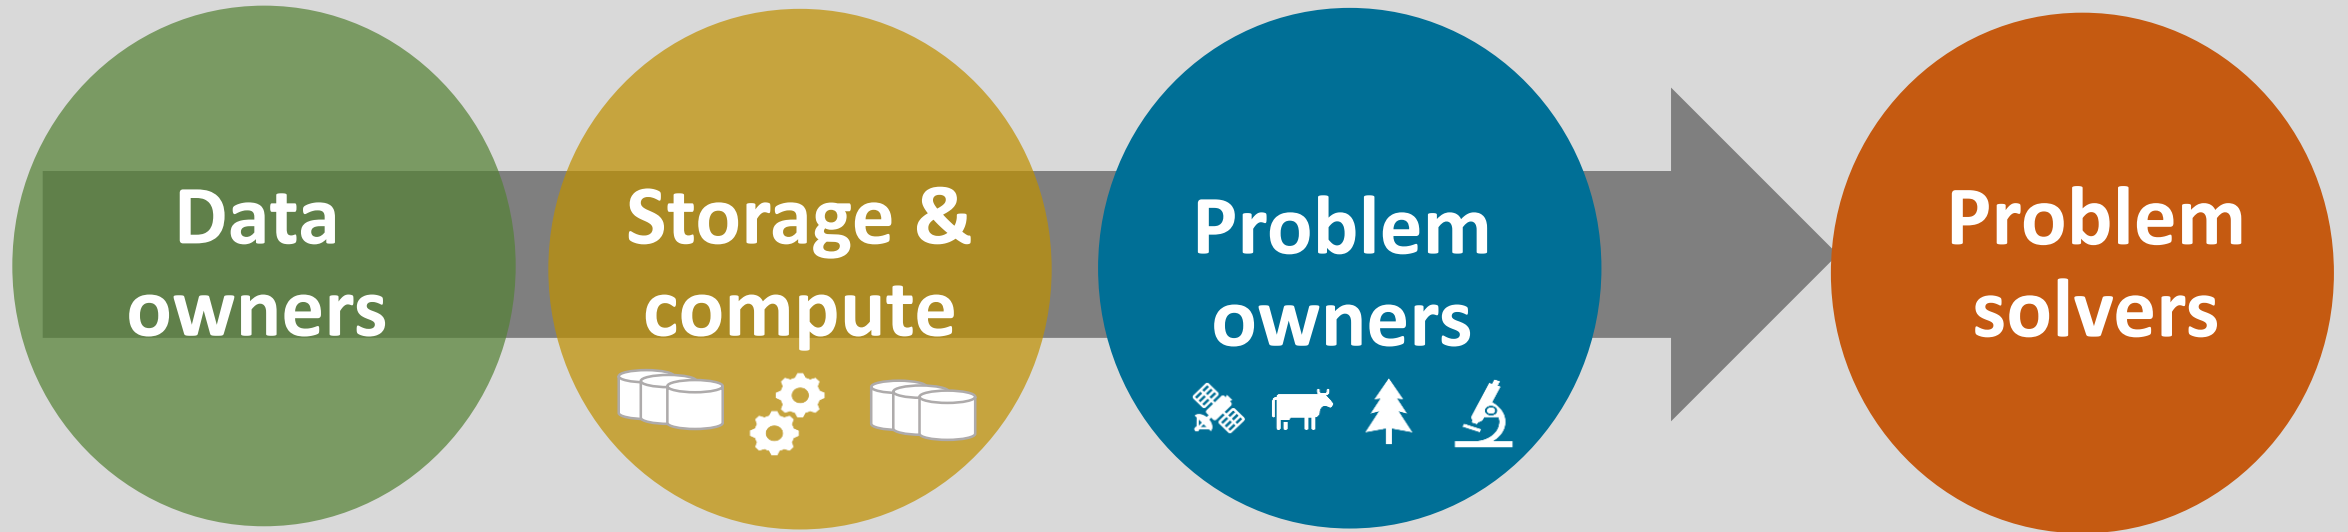 Data
owners
Storage &
compute
Problem
owners
Problem
solvers